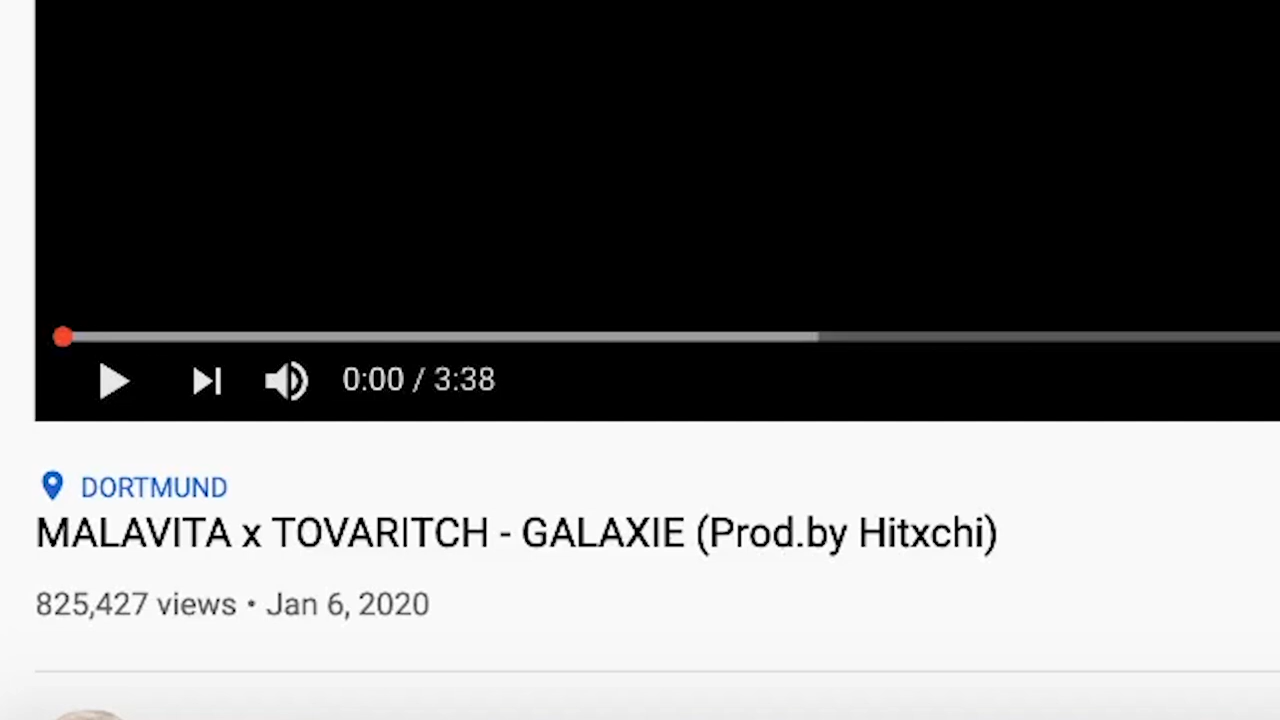 0:00 / 3:38
DORTMUND
MALAVITA x TOVARITCH - GALAXIE (Prod.by Hitxchi)
825,427 views • Jan 6, 2020